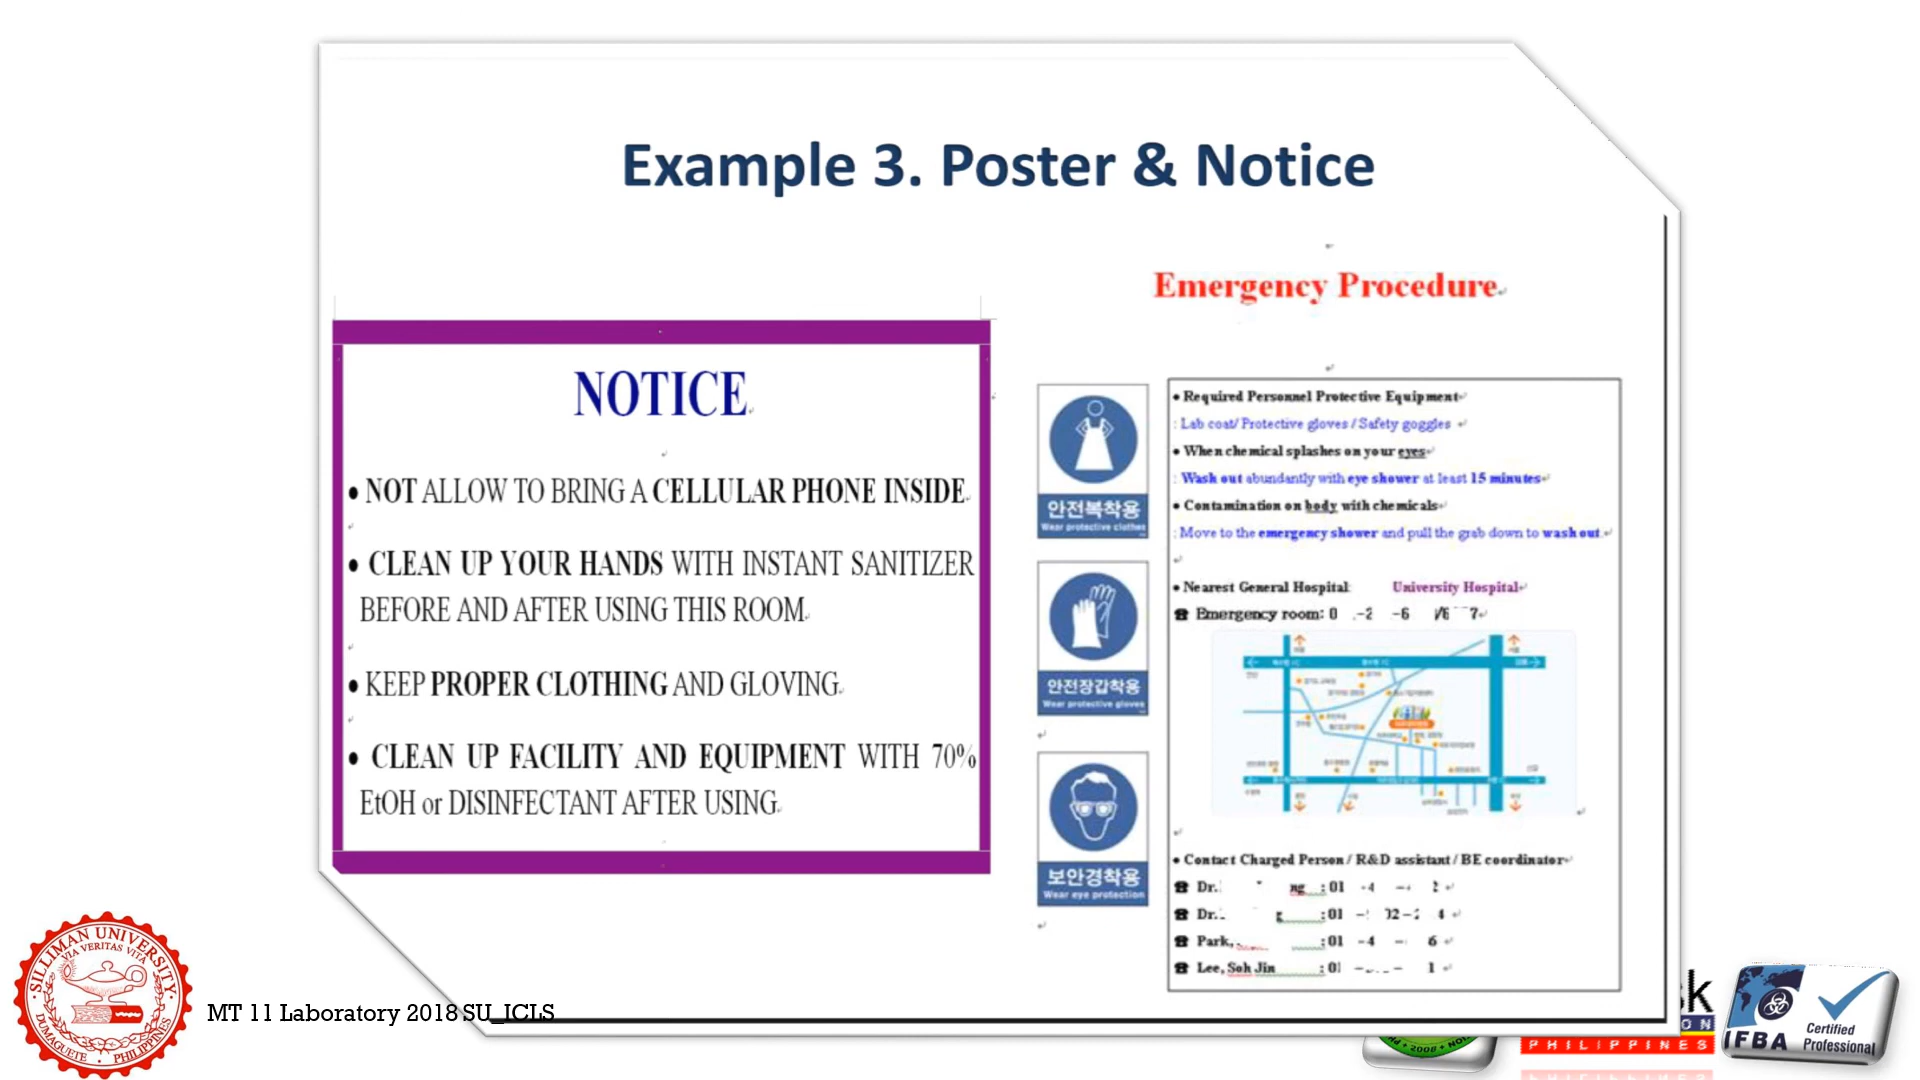 Example 3. Poster & Notice
NOTICE
• NOT ALLOW TO BRING A CELLULAR PHONE INSIDE
• CLEAN UP YOUR HANDS WITH INSTANT SANITIZER
BEFORE AND AFTER USING THIS ROOM.
• KEEP PROPER CLOTHING AND GLOVING.
• CLEAN UP FACILITY AND EQUIPMENT WITH 70%
EtOH or DISINFECTANT AFTER USING.
Emergency Procedure
안전복착용
Wear protective clothes
안전장갑착용
Wear protective gloves
보안경착용
Wear eye protection
• Required Personnel Protective Equipment
: Lab coat/ Protective gloves / Safety goggles
• When chemical splashes on your eyes
: Wash out abundantly with eye shower at least 15 minutes
• Contamination on body with chemicals
: Move to the emergency shower and pull the grab down to wash out.
• Nearest General Hospital: University Hospital
☎ Emergency room:
• Contact Charged Person / R&D assistant / BE coordinator
☎ Dr.
☎ Dr.
☎ Park,
☎ Lee, Soh Jin
SILLIMAN UNIVERSITY
VIA VERITAS VITA
DUMAGUETE PHILIPPINES
MT 11 Laboratory 2018 SU_ICLS
2008
PHILIPPINES
IFBA
Certified
Professional